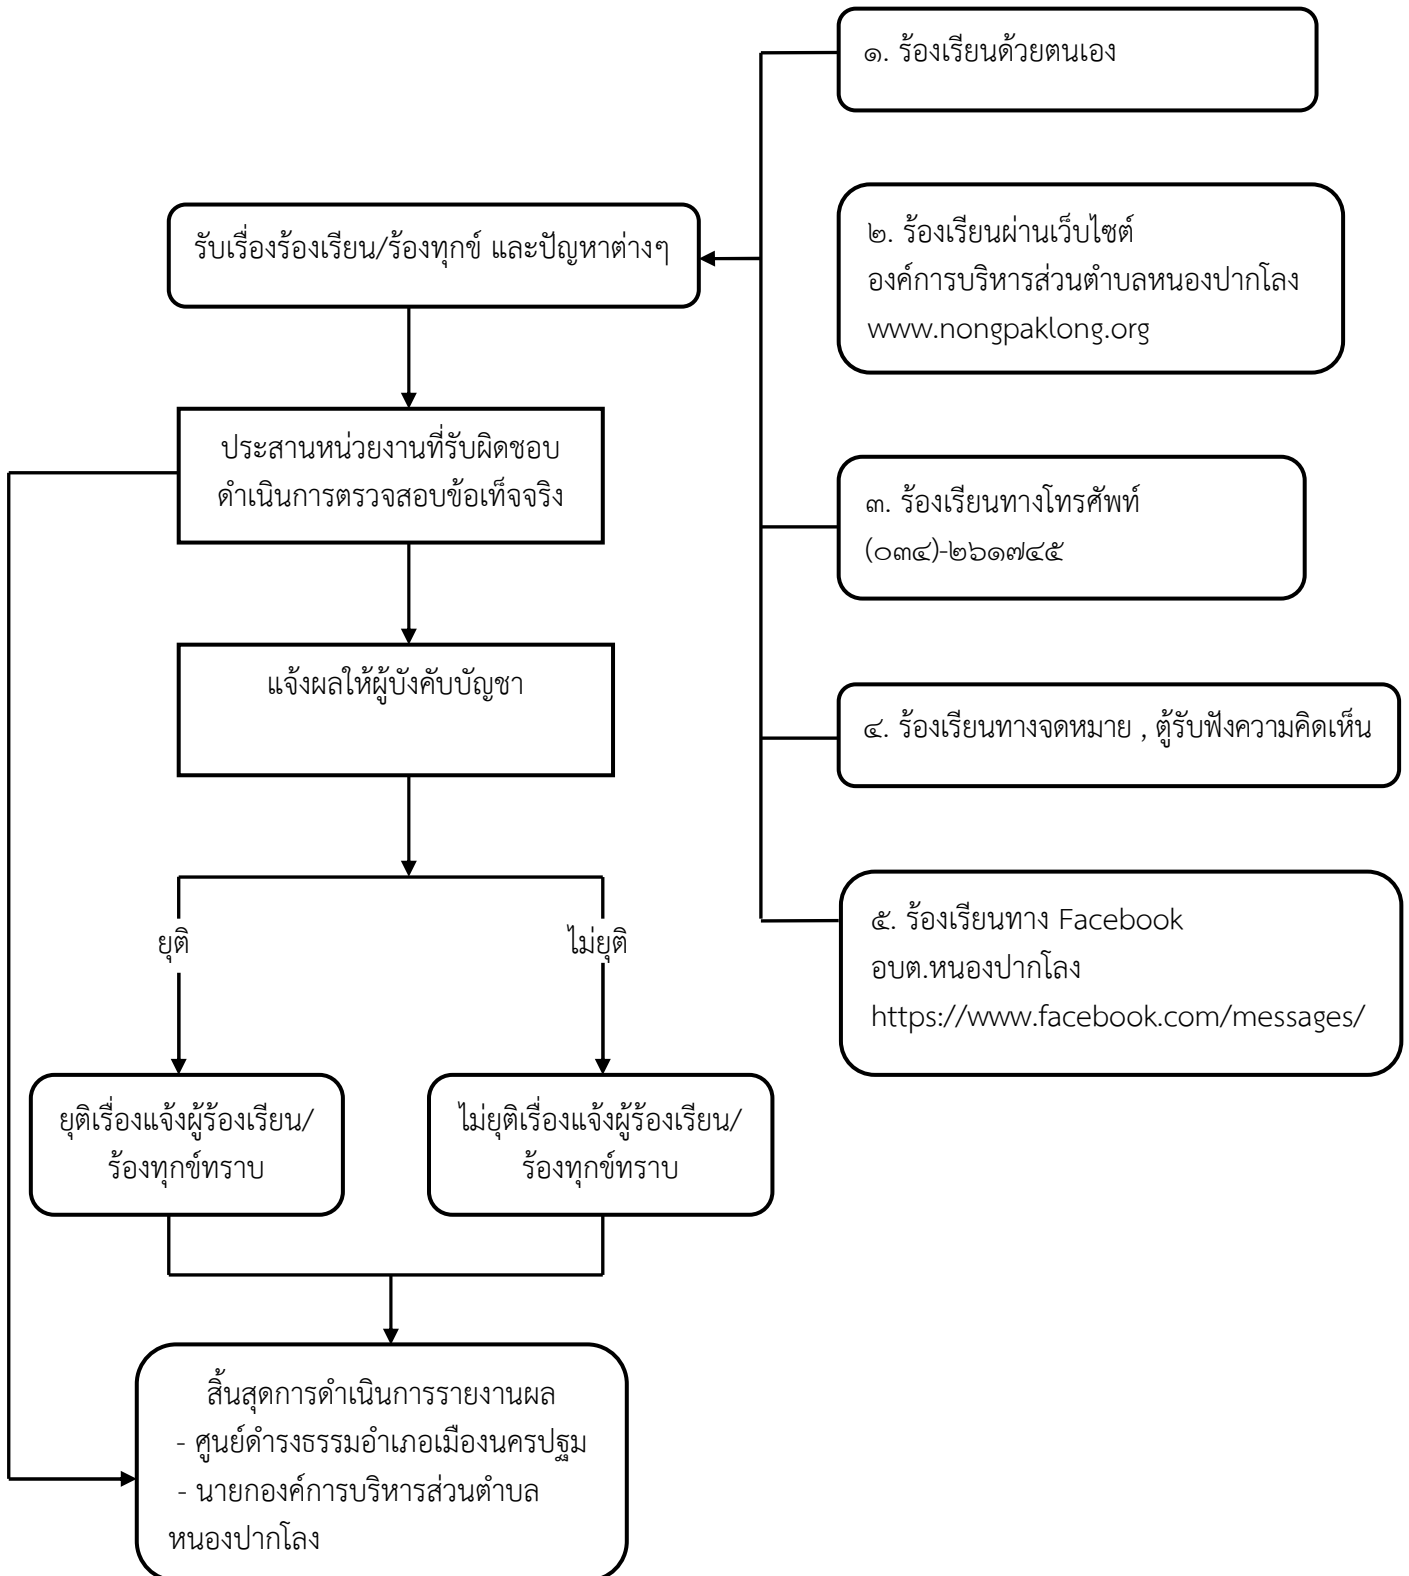 ๑. ร้องเรียนด้วยตนเอง
๒. ร้องเรียนผ่านเว็บไซต์
องค์การบริหารส่วนตำบลหนองปากโลง
www.nongpaklong.org
๓. ร้องเรียนทางโทรศัพท์
(๐๓๔)-๒๖๑๗๔๕
๔. ร้องเรียนทางจดหมาย , ตู้รับฟังความคิดเห็น
๕. ร้องเรียนทาง Facebook
อบต.หนองปากโลง
https://www.facebook.com/messages/
รับเรื่องร้องเรียน/ร้องทุกข์ และปัญหาต่างๆ
ประสานหน่วยงานที่รับผิดชอบ
ดำเนินการตรวจสอบข้อเท็จจริง
แจ้งผลให้ผู้บังคับบัญชา
ยุติ
ไม่ยุติ
ยุติเรื่องแจ้งผู้ร้องเรียน/
ร้องทุกข์ทราบ
ไม่ยุติเรื่องแจ้งผู้ร้องเรียน/
ร้องทุกข์ทราบ
สิ้นสุดการดำเนินการรายงานผล
- ศูนย์ดำรงธรรมอำเภอเมืองนครปฐม
- นายกองค์การบริหารส่วนตำบล
หนองปากโลง